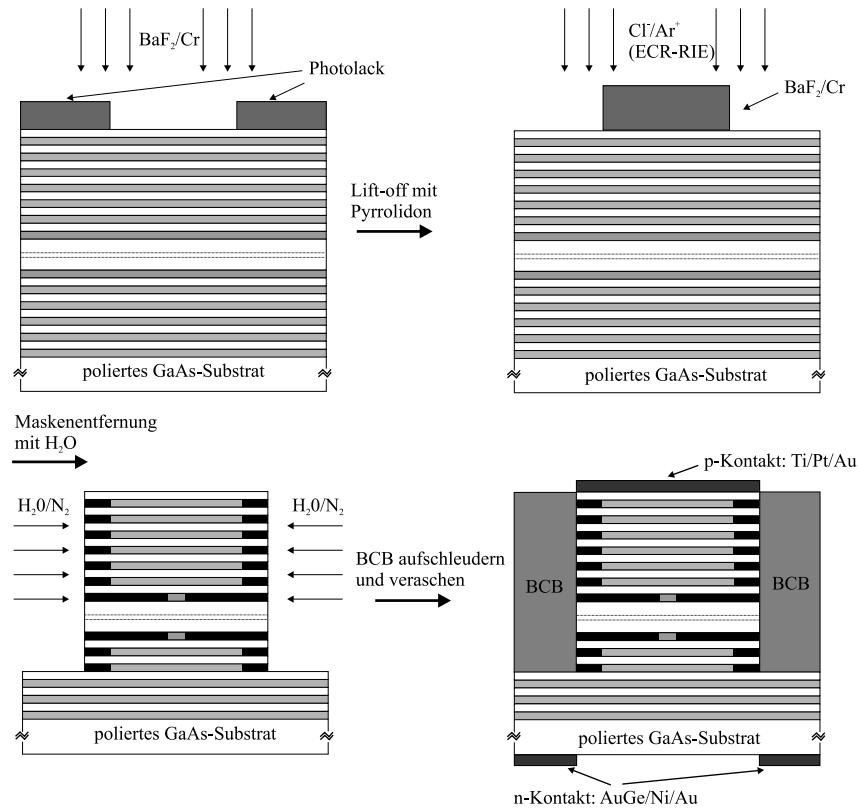 BaF₂/Cr
Photolack
Cl⁻/Ar⁺
(ECR-RIE)
BaF₂/Cr
Lift-off mit
Pyrrolidon
poliertes GaAs-Substrat
poliertes GaAs-Substrat
Maskenentfernung
mit H₂O
p-Kontakt: Ti/Pt/Au
H₂0/N₂
H₂0/N₂
BCB aufschleudern
und veraschen
BCB
BCB
poliertes GaAs-Substrat
poliertes GaAs-Substrat
n-Kontakt: AuGe/Ni/Au